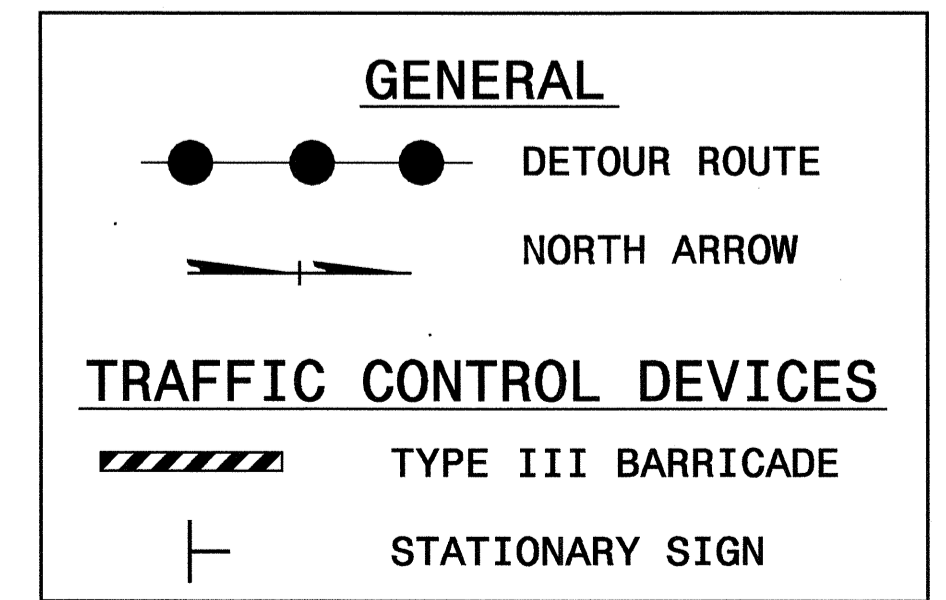 GENERAL
DETOUR ROUTE
NORTH ARROW
TRAFFIC CONTROL DEVICES
TYPE III BARRICADE
STATIONARY SIGN